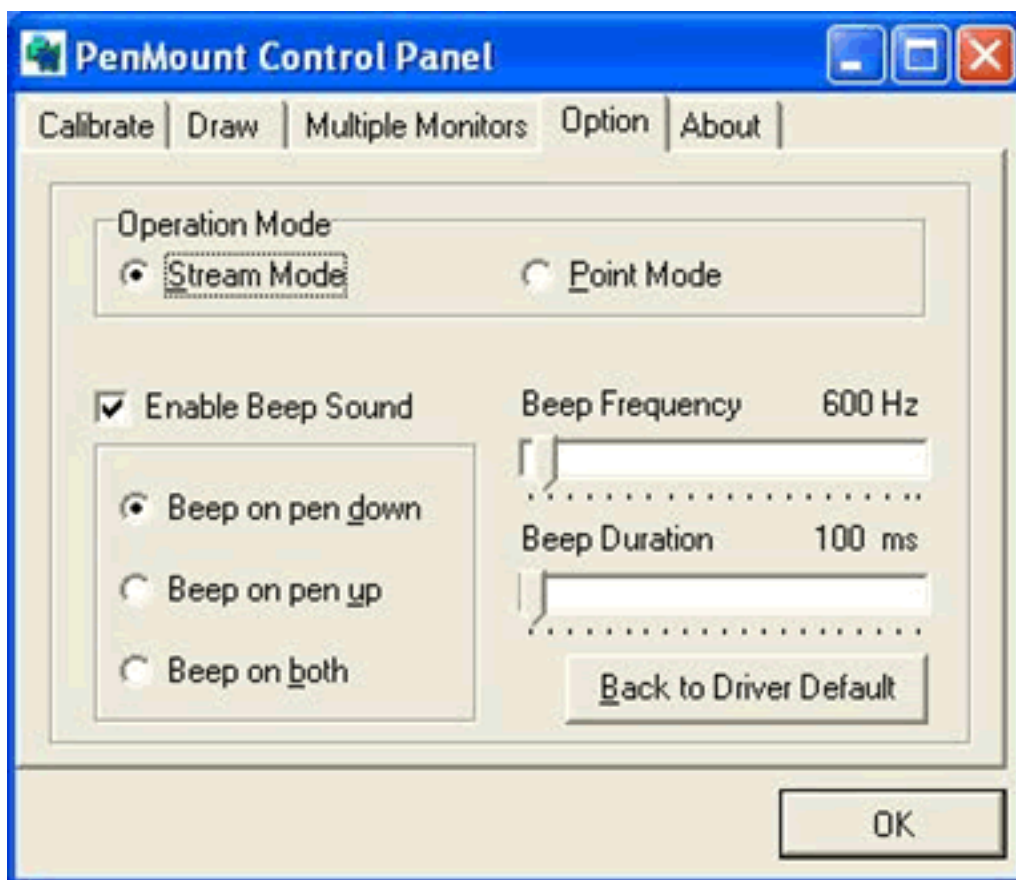 PenMount Control Panel
Calibrate Draw Multiple Monitors Option About
Operation Mode
Stream Mode Point Mode
Enable Beep Sound Beep Frequency 600 Hz
Beep on pen down
Beep Duration 100 ms
Beep on pen up
Beep on both Back to Driver Default
OK